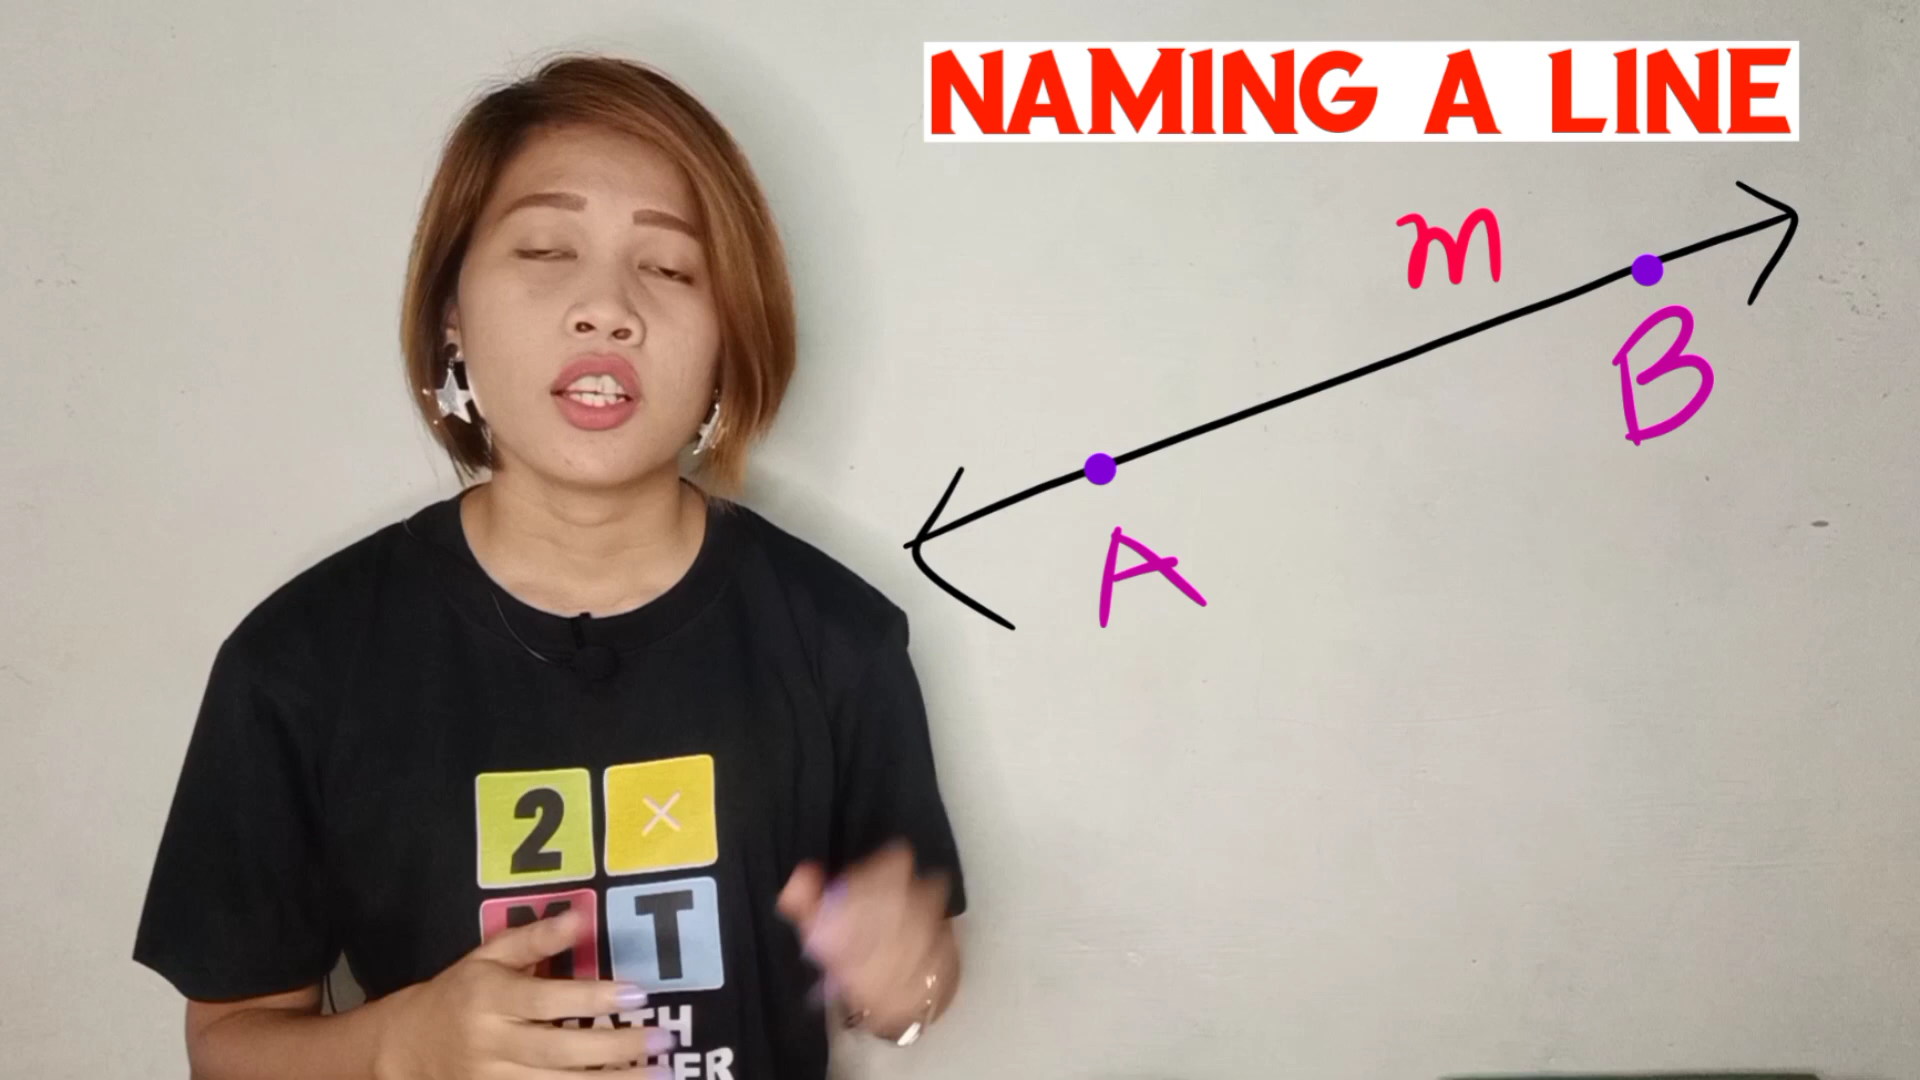 NAMING A LINE
m
B
A
2 ×
M T